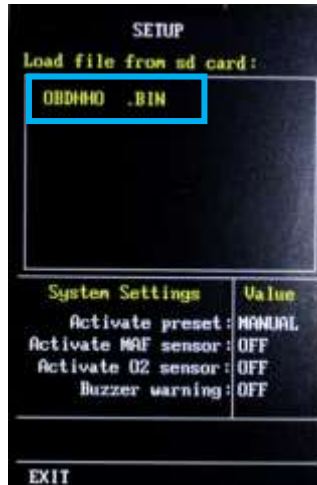 SETUP
Load file from sd card:
OBDHHO .BIN
System Settings Value
Activate preset: MANUAL
Activate MAF sensor: OFF
Activate O2 sensor: OFF
Buzzer warning: OFF
EXIT